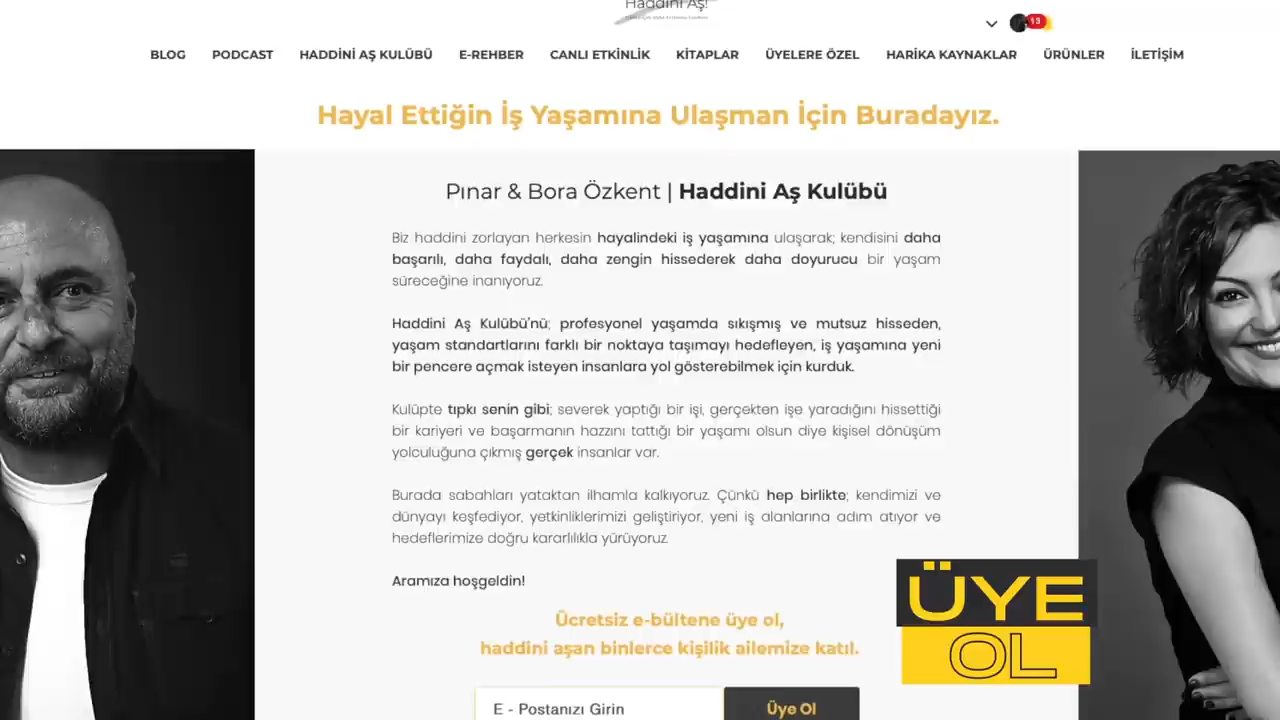 Haddini Aş!
13
BLOG PODCAST HADDİNİ AŞ KULÜBÜ E-REHBER CANLI ETKİNLİK KİTAPLAR ÜYELERE ÖZEL HARİKA KAYNAKLAR ÜRÜNLER İLETİŞİM
Hayal Ettiğin İş Yaşamına Ulaşman İçin Buradayız.
Pınar & Bora Özkent | Haddini Aş Kulübü
Biz haddini zorlayan herkesin hayalindeki iş yaşamına ulaşarak; kendisini daha
başarılı, daha faydalı, daha zengin hissederek daha doyurucu bir yaşam
süreceğine inanıyoruz.
Haddini Aş Kulübü'nü; profesyonel yaşamda sıkışmış ve mutsuz hisseden,
yaşam standartlarını farklı bir noktaya taşımayı hedefleyen, iş yaşamına yeni
bir pencere açmak isteyen insanlara yol gösterebilmek için kurduk.
Kulüpte tıpkı senin gibi; severek yaptığı bir işi, gerçekten işe yaradığını hissettiği
bir kariyeri ve başarmanın hazzını tattığı bir yaşamı olsun diye kişisel dönüşüm
yolculuğuna çıkmış gerçek insanlar var.
Burada sabahları yataktan ilhamla kalkıyoruz. Çünkü hep birlikte; kendimizi ve
dünyayı keşfediyor, yetkinliklerimizi geliştiriyor, yeni iş alanlarına adım atıyor ve
hedeflerimize doğru kararlılıkla yürüyoruz.
Aramıza hoşgeldin!
Ücretsiz e-bültene üye ol,
haddini aşan binlerce kişilik ailemize katıl.
ÜYE
OL
E - Postanızı Girin
Üye Ol